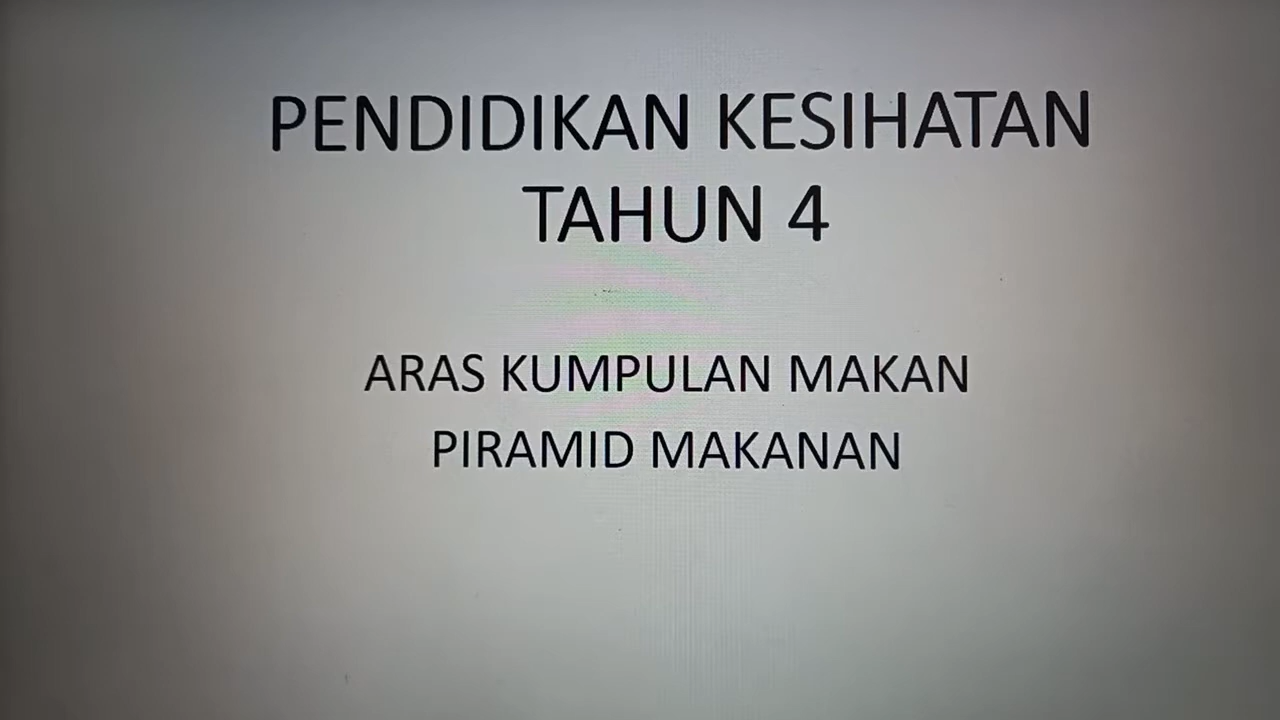 PENDIDIKAN KESIHATAN
TAHUN 4
ARAS KUMPULAN MAKAN
PIRAMID MAKANAN